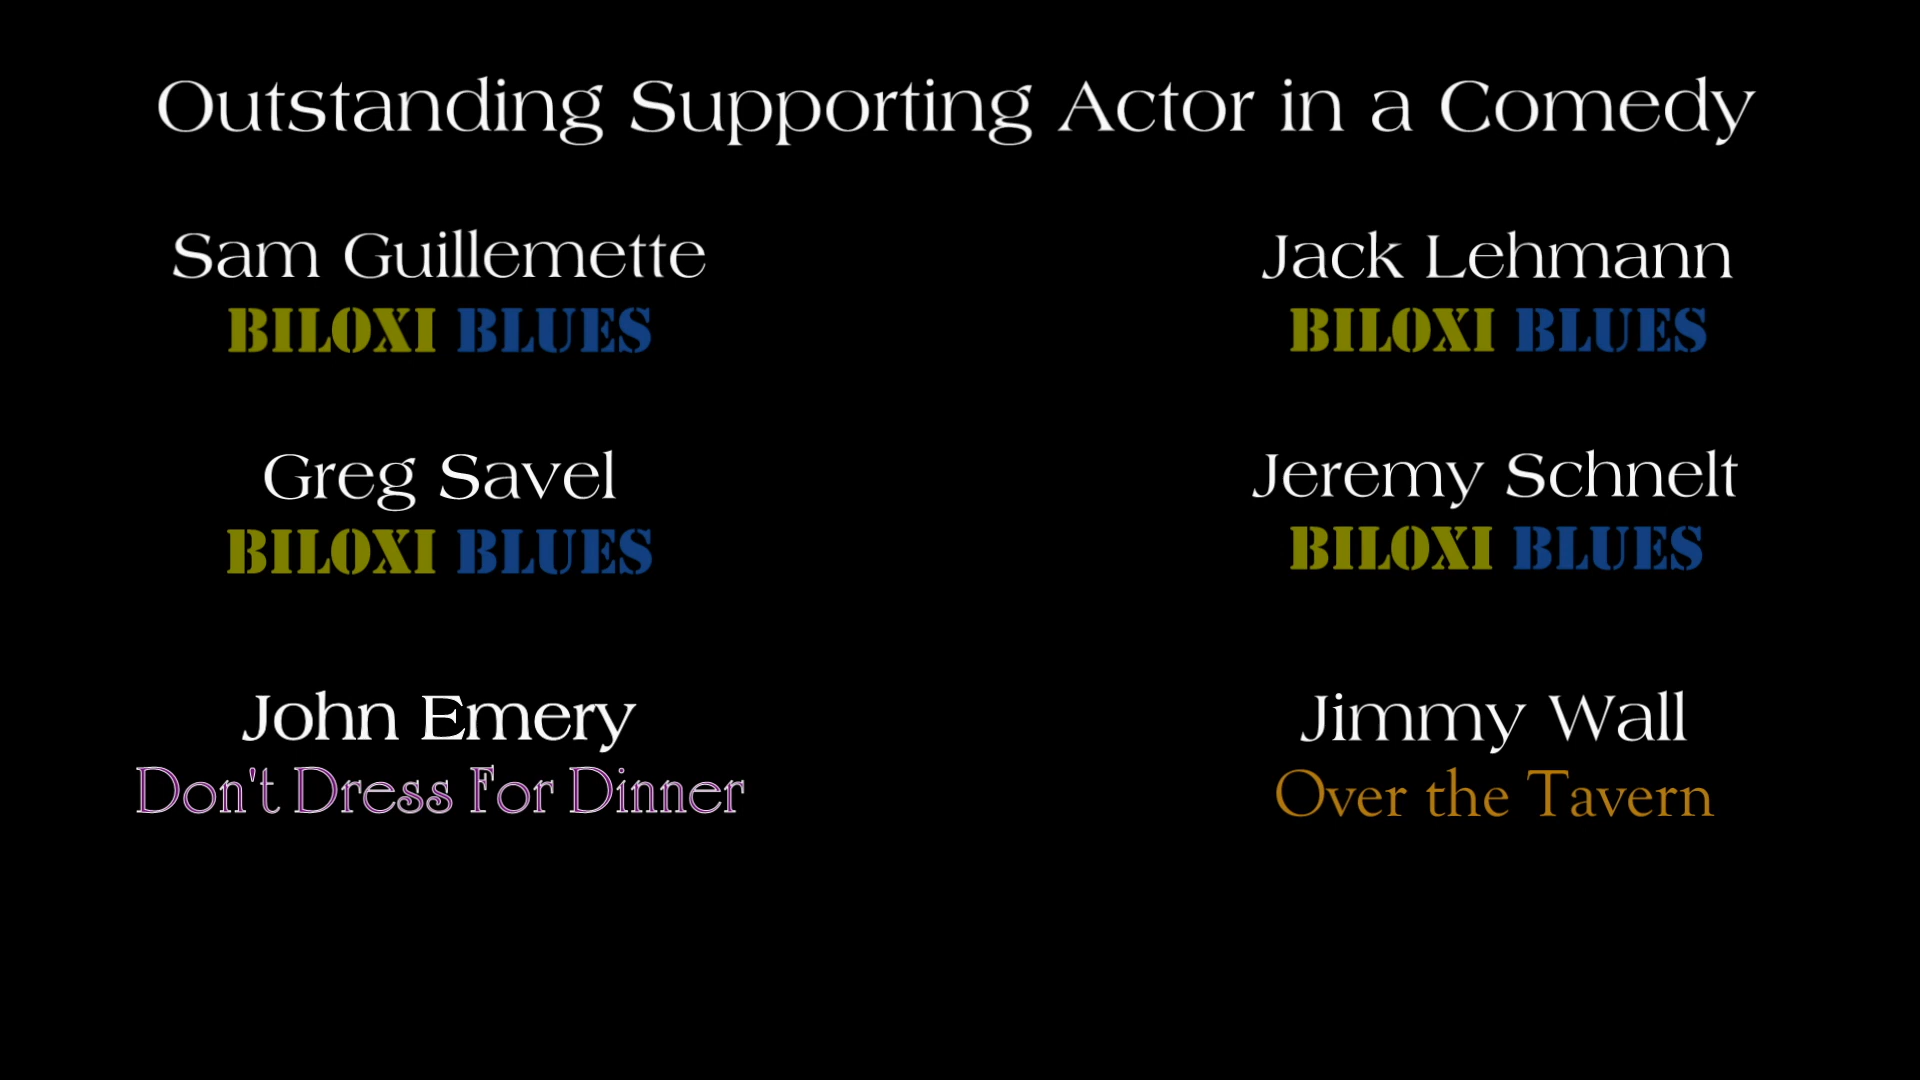 Outstanding Supporting Actor in a Comedy
Sam Guillemette
BILOXI BLUES
Jack Lehmann
BILOXI BLUES
Greg Savel
BILOXI BLUES
Jeremy Schnelt
BILOXI BLUES
John Emery
Don't Dress For Dinner
Jimmy Wall
Over the Tavern